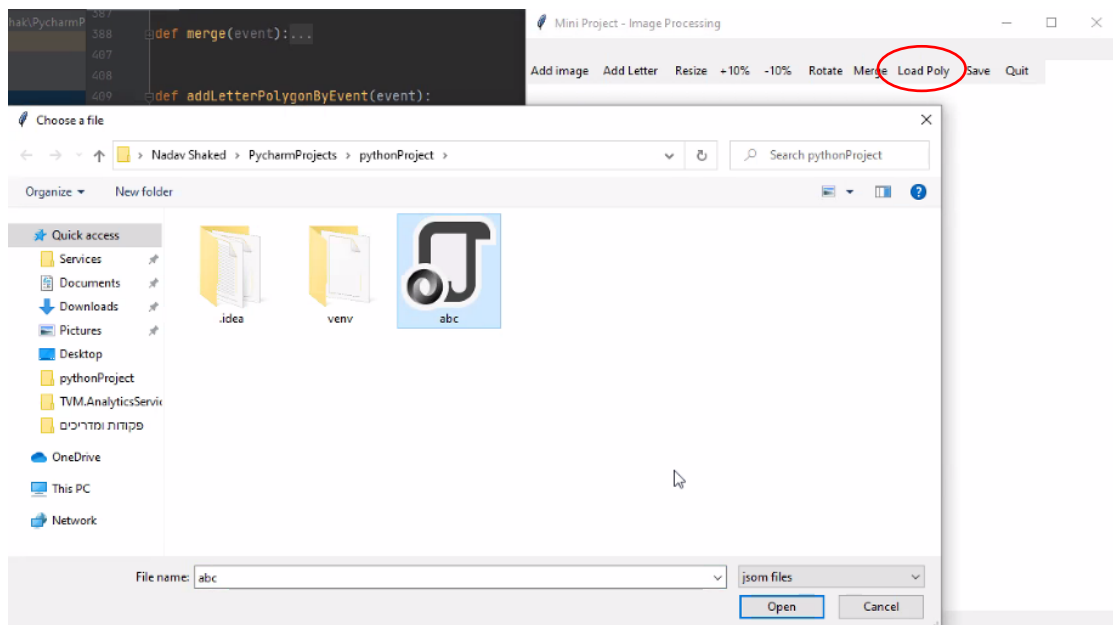 hak\PycharmP
387
388 def merge(event):...
407
408
409 def addLetterPolygonByEvent(event):
Mini Project - Image Processing
Add image Add Letter Resize +10% -10% Rotate Merge Load Poly Save Quit
Choose a file
Nadav Shaked › PycharmProjects › pythonProject ›
Search pythonProject
Organize New folder
Quick access
Services
Documents
Downloads
Pictures
Desktop
pythonProject
TVM.AnalyticsServic
פקודות ומדריכים
OneDrive
This PC
Network
.idea
venv
abc
File name: abc
jsom files
Open Cancel